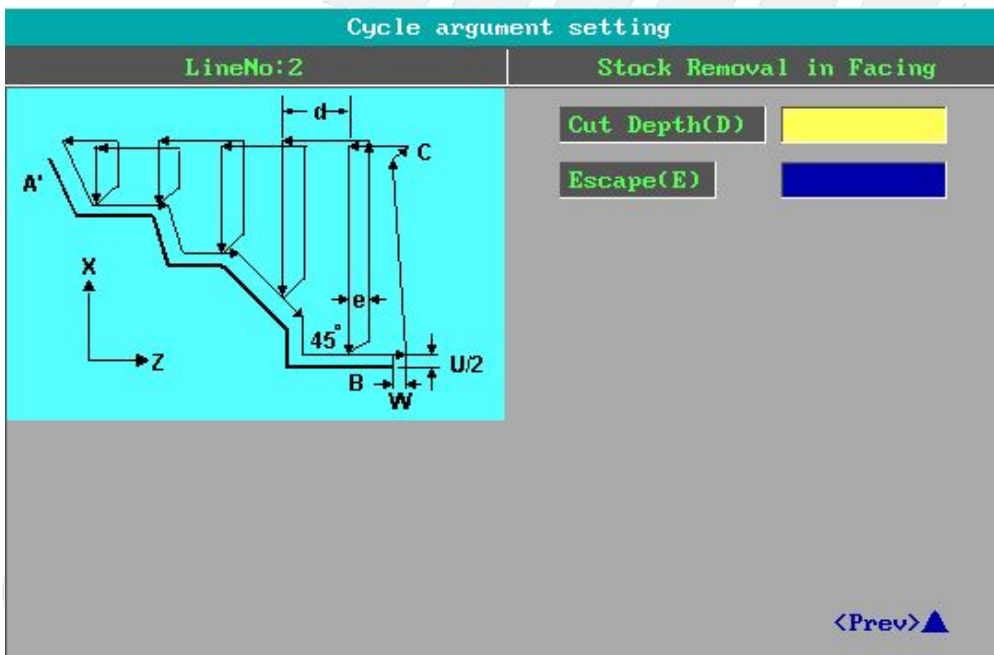 Cycle argument setting
LineNo:2
Stock Removal in Facing
d
C
A'
X
e
45°
Z
U/2
B
W
Cut Depth(D)
Escape(E)
<Prev>